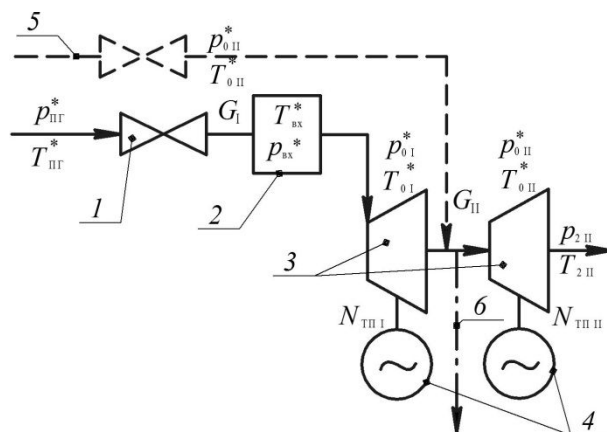 5
p*₀ II
T*₀ II
p*ПГ
T*ПГ
1
G I
T*вх
p вх*
2
p*₀ I
T*₀ I
G II
p*₀ II
T*₀ II
p₂ II
T₂ II
3
6
N ТП I
N ТП II
4